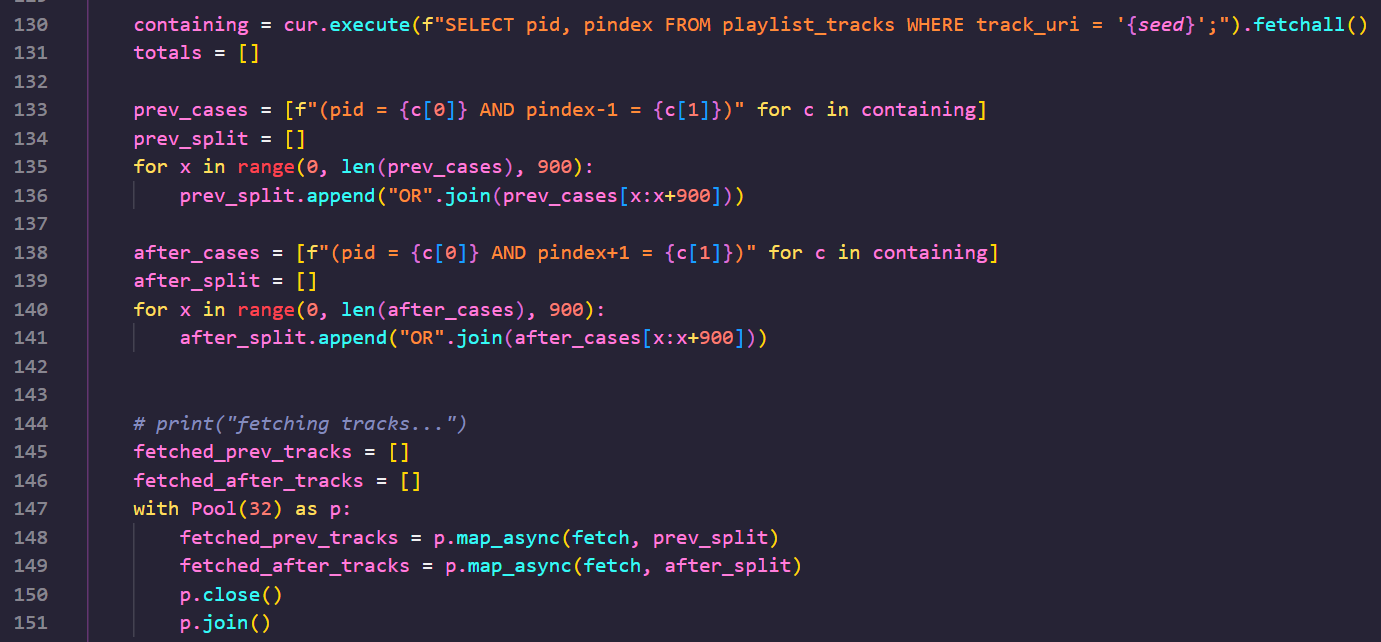 130 containing = cur.execute(f"SELECT pid, pindex FROM playlist_tracks WHERE track_uri = '{seed}';").fetchall()
131 totals = []
132
133 prev_cases = [f"(pid = {c[0]} AND pindex-1 = {c[1]})" for c in containing]
134 prev_split = []
135 for x in range(0, len(prev_cases), 900):
136     prev_split.append("OR".join(prev_cases[x:x+900]))
137
138 after_cases = [f"(pid = {c[0]} AND pindex+1 = {c[1]})" for c in containing]
139 after_split = []
140 for x in range(0, len(after_cases), 900):
141     after_split.append("OR".join(after_cases[x:x+900]))
142
143
144 # print("fetching tracks...")
145 fetched_prev_tracks = []
146 fetched_after_tracks = []
147 with Pool(32) as p:
148     fetched_prev_tracks = p.map_async(fetch, prev_split)
149     fetched_after_tracks = p.map_async(fetch, after_split)
150     p.close()
151     p.join()